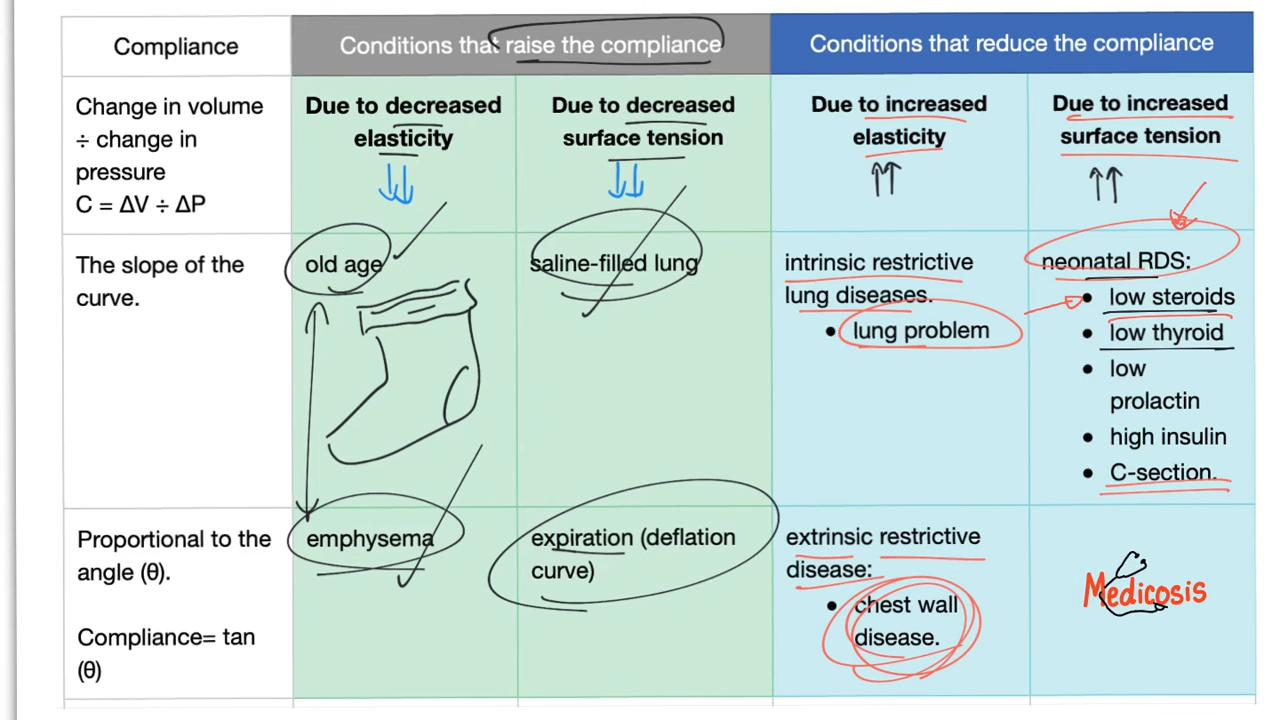 Compliance
Conditions that raise the compliance
Conditions that reduce the compliance
Change in volume
÷ change in
pressure
C = ΔV ÷ ΔP
Due to decreased
elasticity
Due to decreased
surface tension
Due to increased
elasticity
Due to increased
surface tension
The slope of the
curve.
old age
saline-filled lung
intrinsic restrictive
lung diseases.
• lung problem
neonatal RDS:
• low steroids
• low thyroid
• low
prolactin
• high insulin
• C-section.
Proportional to the
angle (θ).
Compliance= tan
(θ)
emphysema
expiration (deflation
curve)
extrinsic restrictive
disease:
• chest wall
disease.
Medicosis